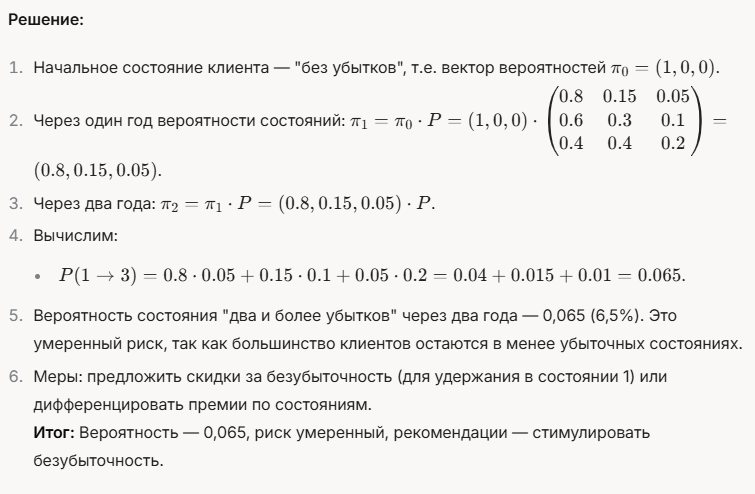 Решение:
1. Начальное состояние клиента — "без убытков", т.е. вектор вероятностей π₀ = (1, 0, 0).
2. Через один год вероятности состояний: π₁ = π₀ · P = (1, 0, 0) · (0.8 0.15 0.05; 0.6 0.3 0.1; 0.4 0.4 0.2) =
(0.8, 0.15, 0.05).
3. Через два года: π₂ = π₁ · P = (0.8, 0.15, 0.05) · P.
4. Вычислим:
• P(1 → 3) = 0.8 · 0.05 + 0.15 · 0.1 + 0.05 · 0.2 = 0.04 + 0.015 + 0.01 = 0.065.
5. Вероятность состояния "два и более убытков" через два года — 0,065 (6,5%). Это
умеренный риск, так как большинство клиентов остаются в менее убыточных состояниях.
6. Меры: предложить скидки за безубыточность (для удержания в состоянии 1) или
дифференцировать премии по состояниям.
Итог: Вероятность — 0,065, риск умеренный, рекомендации — стимулировать
безубыточность.